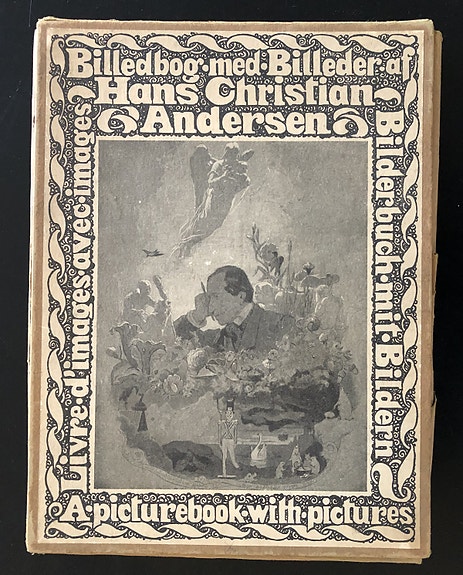 Billedbog·med·Billeder·af
Hans Christian
Andersen
Livre·d'images·avec·images
Bilderbuch·mit·Bildern
A·picturebook·with·pictures